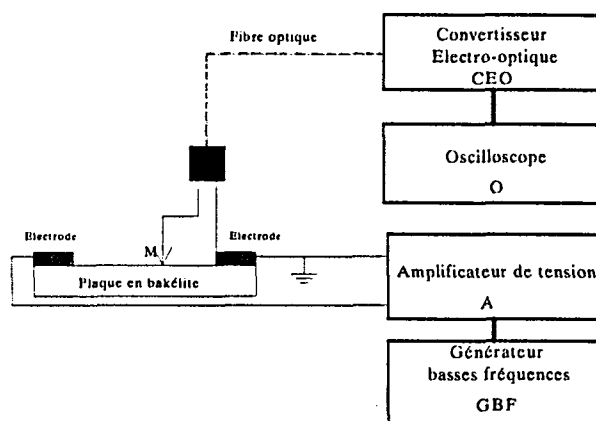 Fibre optique
Convertisseur
Electro-optique
CEO
Oscilloscope
O
Electrode
M
Electrode
Plaque en bakélite
Amplificateur de tension
A
Générateur
basses fréquences
GBF